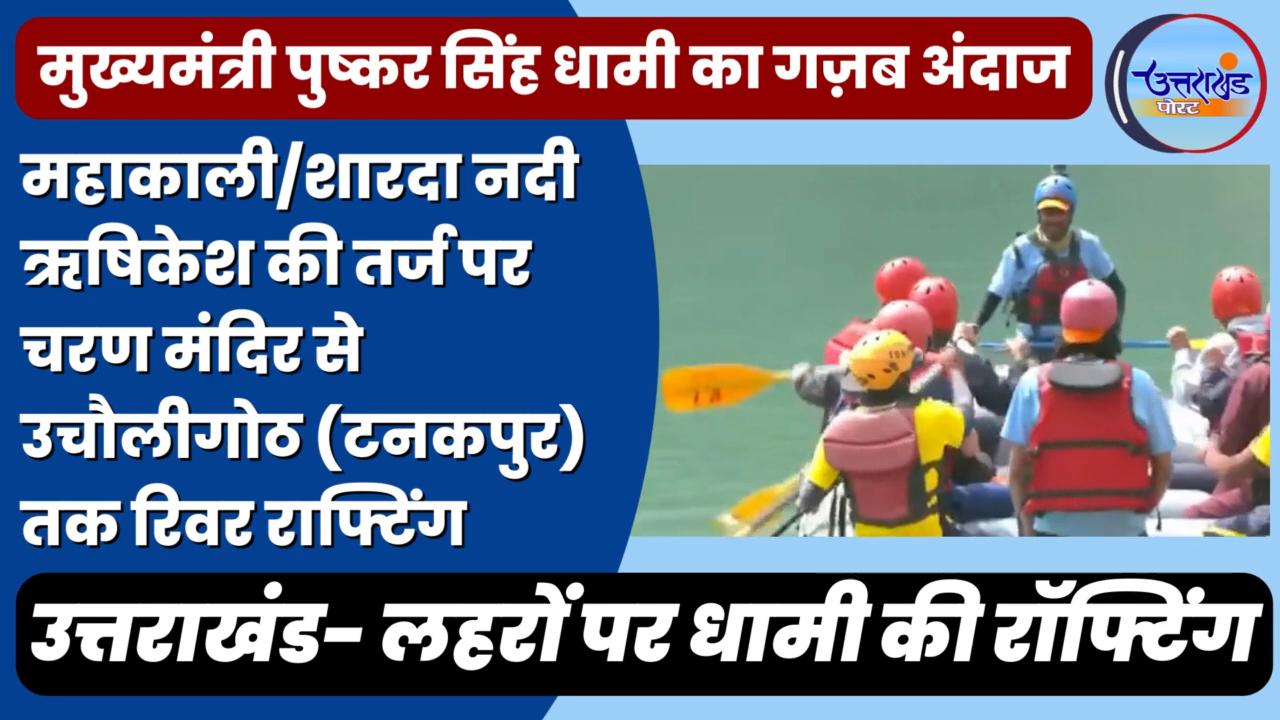 मुख्यमंत्री पुष्कर सिंह धामी का गज़ब अंदाज
उत्तराखण्ड
पोस्ट
महाकाली/शारदा नदी
ऋषिकेश की तर्ज पर
चरण मंदिर से
उचौलीगोठ (टनकपुर)
तक रिवर राफ्टिंग
उत्तराखंड- लहरों पर धामी की रॉफ्टिंग